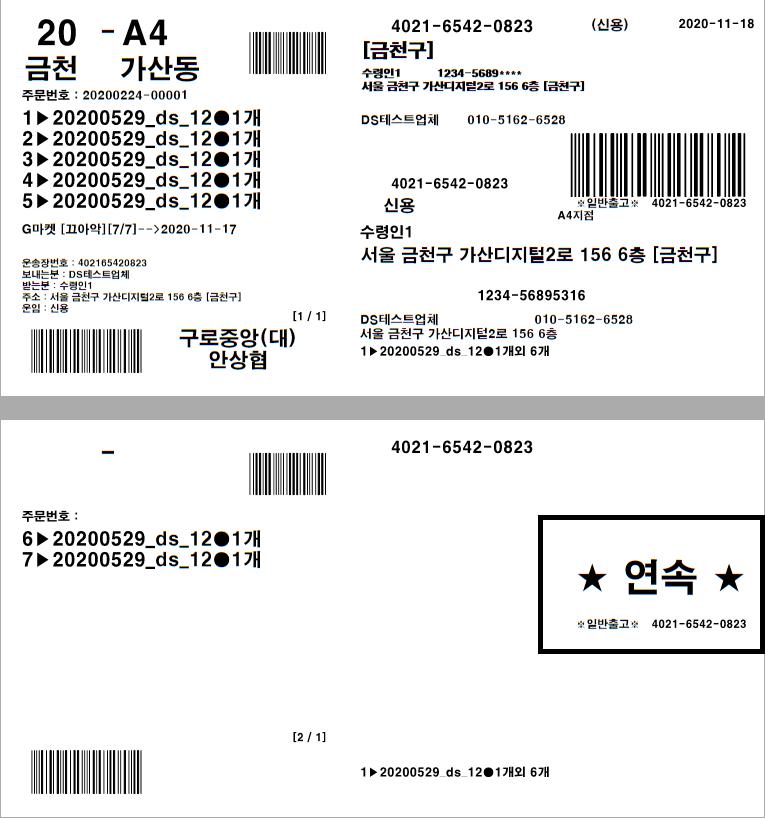 20 - A4
금천 가산동
주문번호 : 20200224-00001
1▶20200529_ds_12●1개
2▶20200529_ds_12●1개
3▶20200529_ds_12●1개
4▶20200529_ds_12●1개
5▶20200529_ds_12●1개
G마켓 [끄아악][7/7]-->2020-11-17
운송장번호 : 402165420823
보내는분 : DS테스트업체
받는분 : 수령인1
주소 : 서울 금천구 가산디지털2로 156 6층 [금천구]
운임 : 신용
[1 / 1]
구로중앙(대)
안상협
4021-6542-0823 (신용) 2020-11-18
[금천구]
수령인1 1234-5689****
서울 금천구 가산디지털2로 156 6층 [금천구]
DS테스트업체 010-5162-6528
4021-6542-0823
신용
※일반출고※ 4021-6542-0823
A4지점
수령인1
서울 금천구 가산디지털2로 156 6층 [금천구]
1234-56895316
DS테스트업체 010-5162-6528
서울 금천구 가산디지털2로 156 6층
1▶20200529_ds_12●1개외 6개
-
주문번호 :
6▶20200529_ds_12●1개
7▶20200529_ds_12●1개
[2 / 1]
4021-6542-0823
★ 연속 ★
※일반출고※ 4021-6542-0823
1▶20200529_ds_12●1개외 6개